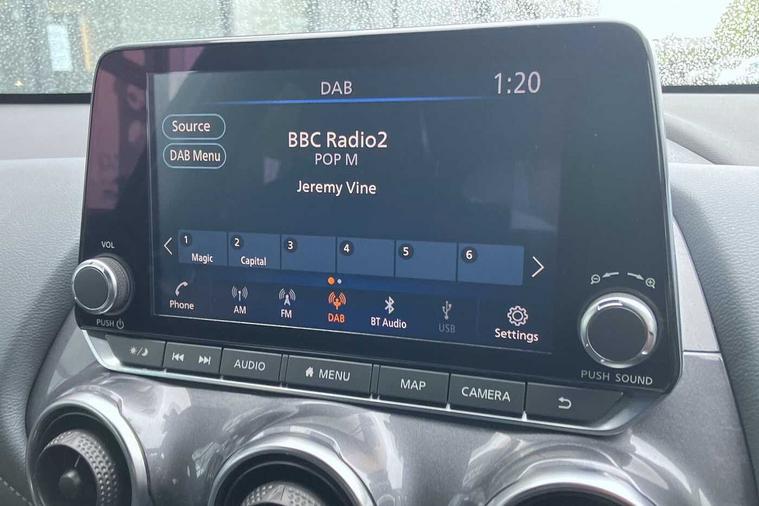 DAB
1:20
Source
DAB Menu
BBC Radio2
POP M
Jeremy Vine
1 Magic
2 Capital
3
4
5
6
Phone
AM
FM
DAB
BT Audio
USB
Settings
VOL
PUSH
PUSH SOUND
AUDIO
MENU
MAP
CAMERA